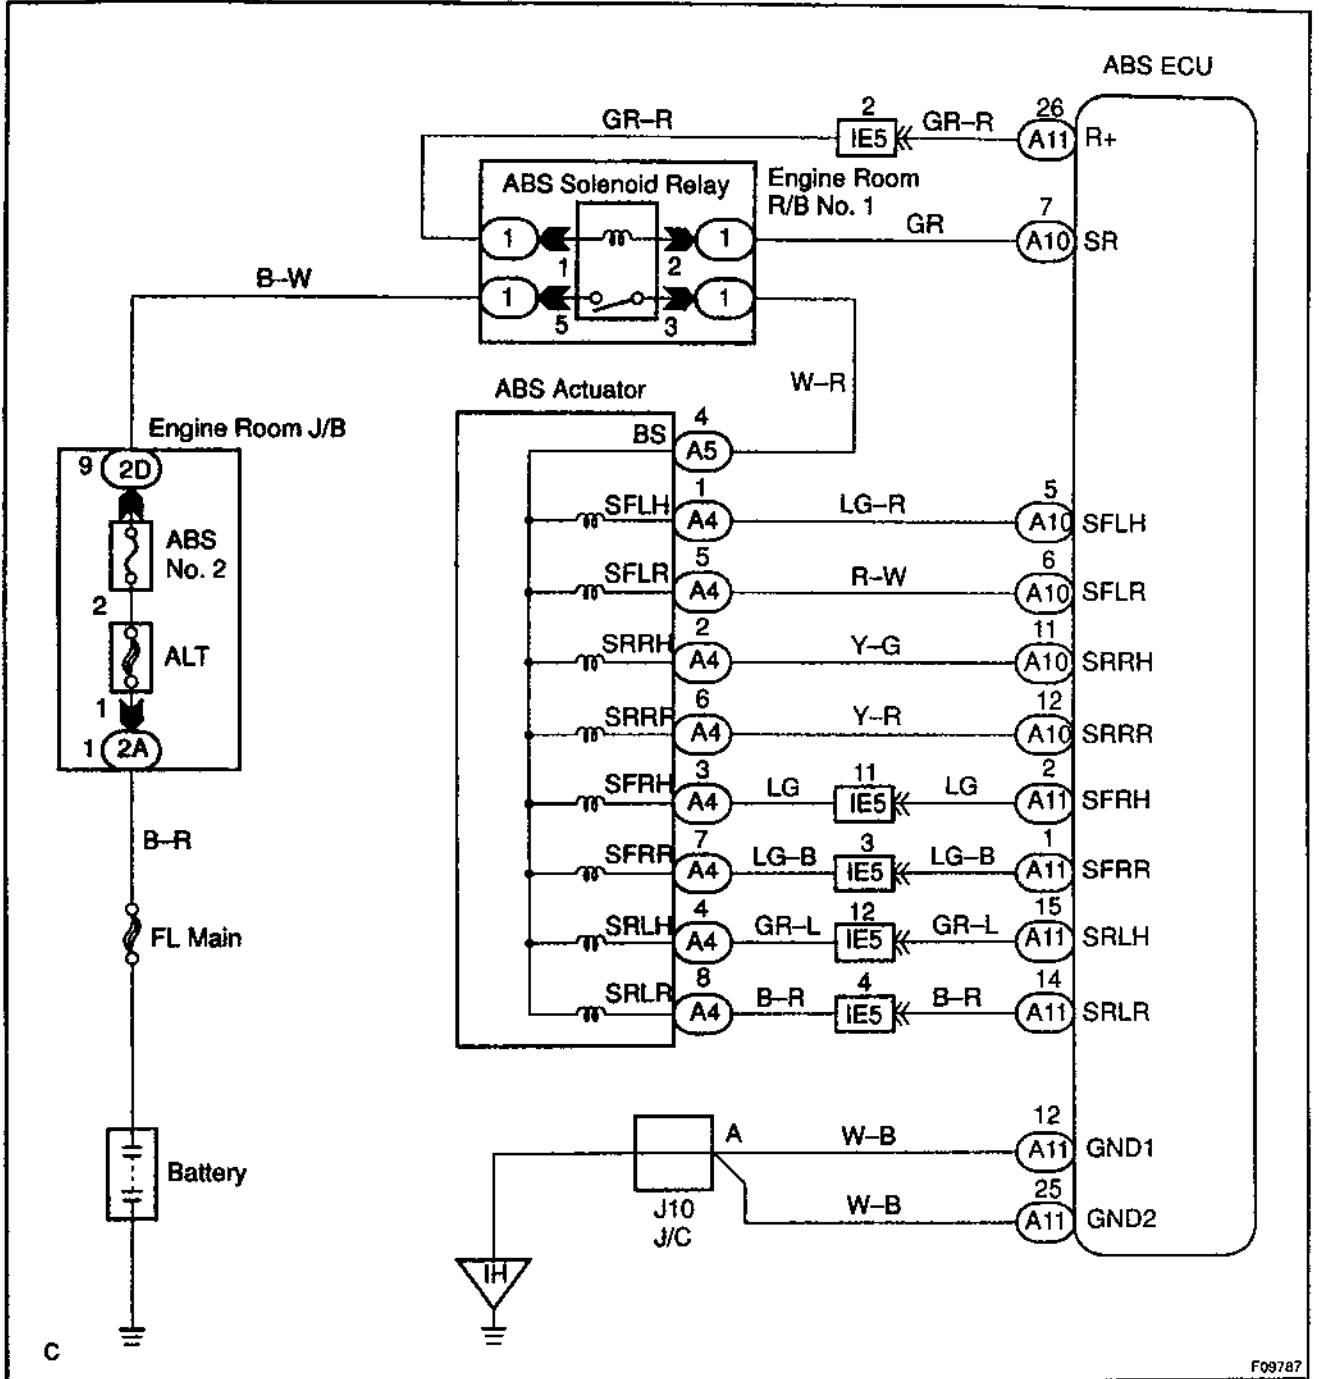 ABS ECU
GR–R
2
IE5
GR–R
26
A11
R+
ABS Solenoid Relay
Engine Room
R/B No. 1
1
1
2
1
GR
7
A10
SR
B–W
1
5
3
1
W–R
ABS Actuator
Engine Room J/B
9
2D
ABS
No. 2
2
ALT
1
1
2A
B–R
FL Main
Battery
BS
4
A5
SFLH
1
A4
LG–R
5
A10
SFLH
SFLR
5
A4
R–W
6
A10
SFLR
SRRH
2
A4
Y–G
11
A10
SRRH
SRRR
6
A4
Y–R
12
A10
SRRR
SFRH
3
A4
LG
11
IE5
LG
2
A11
SFRH
SFRR
7
A4
LG–B
3
IE5
LG–B
1
A11
SFRR
SRLH
4
A4
GR–L
12
IE5
GR–L
15
A11
SRLH
SRLR
8
A4
B–R
4
IE5
B–R
14
A11
SRLR
A
W–B
12
A11
GND1
J10
J/C
W–B
25
A11
GND2
IH
C
F09787